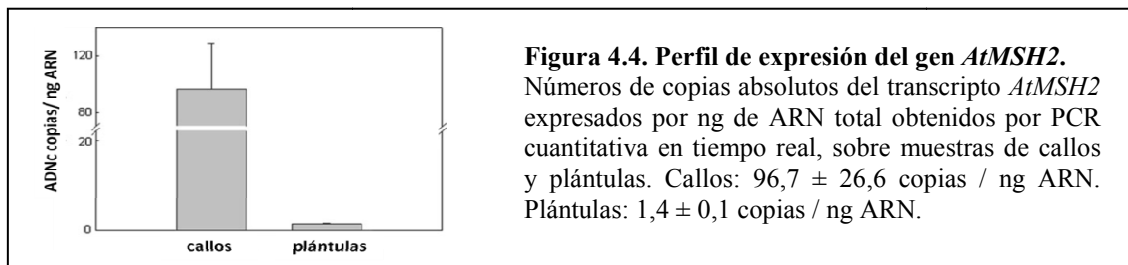 ADNc copias/ ng ARN
120
80
20
0
callos plántulas
Figura 4.4. Perfil de expresión del gen AtMSH2.
Números de copias absolutos del transcripto AtMSH2
expresados por ng de ARN total obtenidos por PCR
cuantitativa en tiempo real, sobre muestras de callos
y plántulas. Callos: 96,7 ± 26,6 copias / ng ARN.
Plántulas: 1,4 ± 0,1 copias / ng ARN.